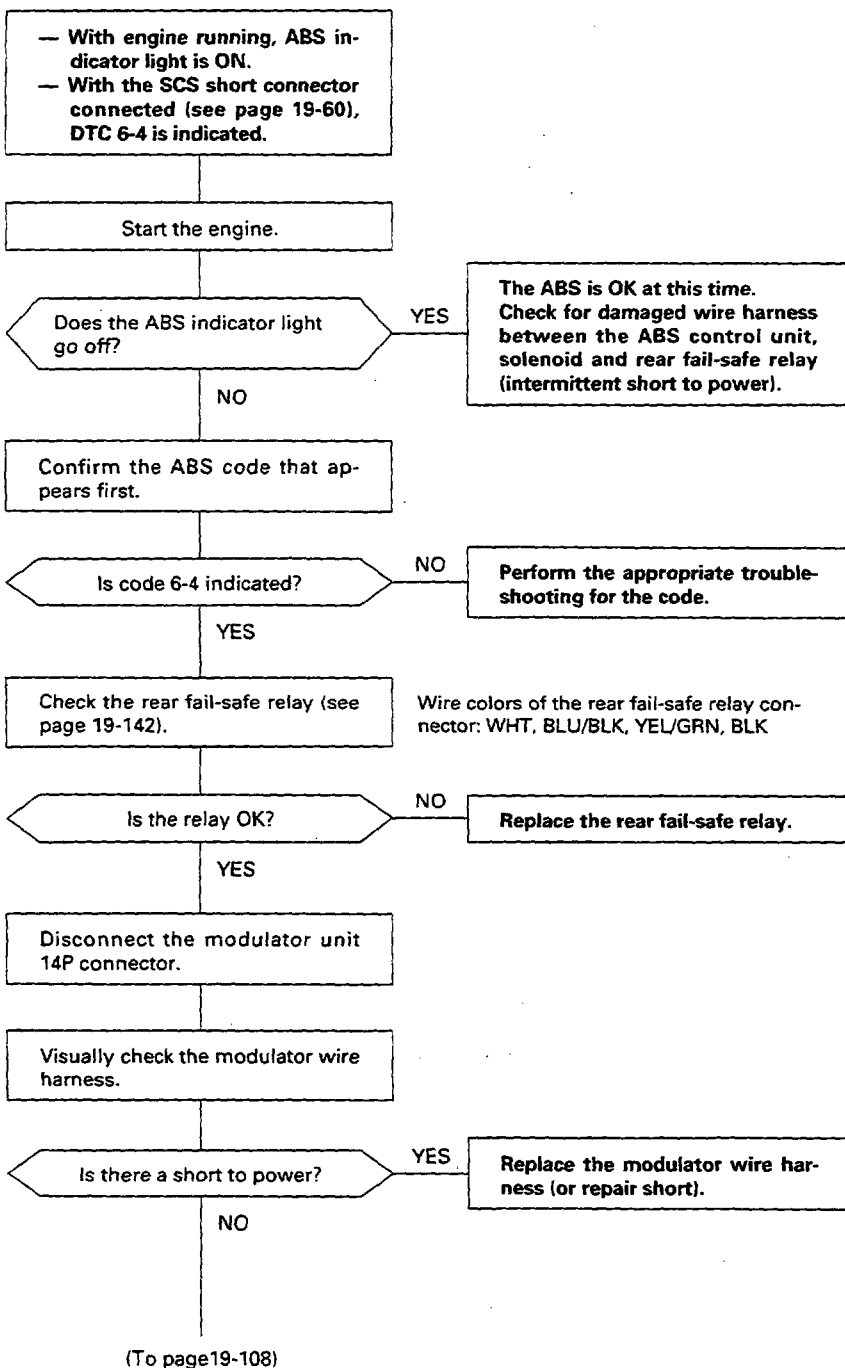 — With engine running, ABS in-
dicator light is ON.
— With the SCS short connector
connected (see page 19-60),
DTC 6-4 is indicated.
Start the engine.
Does the ABS indicator light
go off?
YES
The ABS is OK at this time.
Check for damaged wire harness
between the ABS control unit,
solenoid and rear fail-safe relay
(intermittent short to power).
NO
Confirm the ABS code that ap-
pears first.
Is code 6-4 indicated?
NO
Perform the appropriate trouble-
shooting for the code.
YES
Check the rear fail-safe relay (see
page 19-142).
Wire colors of the rear fail-safe relay con-
nector: WHT, BLU/BLK, YEL/GRN, BLK
Is the relay OK?
NO
Replace the rear fail-safe relay.
YES
Disconnect the modulator unit
14P connector.
Visually check the modulator wire
harness.
Is there a short to power?
YES
Replace the modulator wire har-
ness (or repair short).
NO
(To page19-108)